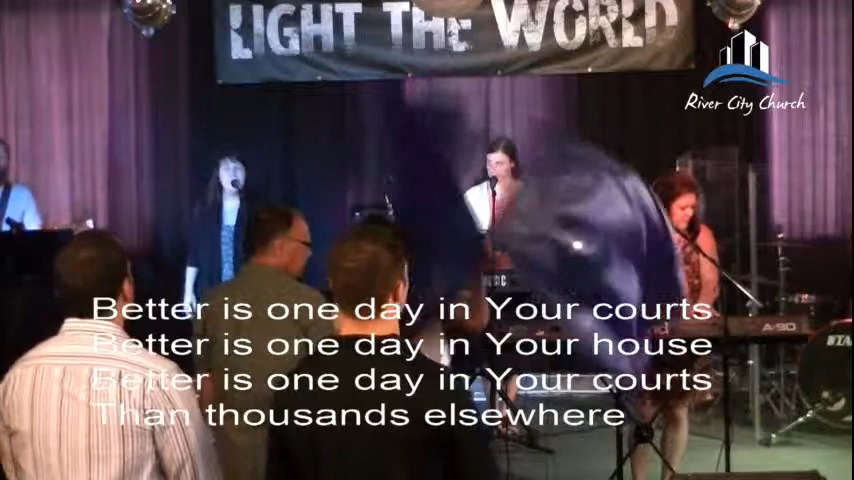 LIGHT THE WORLD
River City Church
Better is one day in Your courts
Better is one day in Your house
Better is one day in Your courts
Than thousands elsewhere
A-90